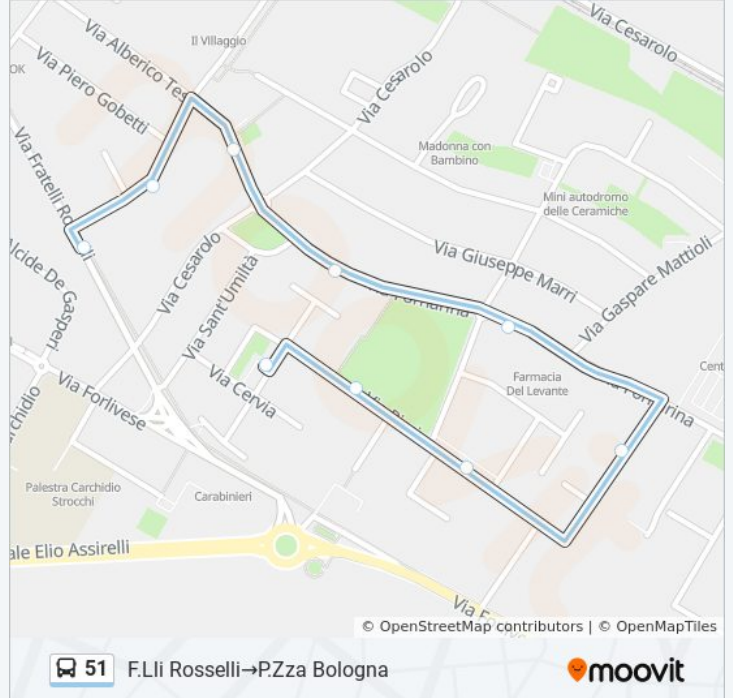 Via Cesarolo
Via Alberico
Il Villaggio
OK
Via Piero Gobetti
Via Cesarolo
Madonna con
Bambino
Via Fratelli
Mini autodromo
delle Ceramiche
Via Giuseppe Marri
Via Gaspare Mattioli
Alcide De Gasperi
Via Cesarolo
Via Sant'Umiltà
Via Cervia
Via Forlivese
Farmacia
Del Levante
Cent
Palestra Carchidio
Strocchi
Carabinieri
ale Elio Assirelli
© OpenStreetMap contributors | © OpenMapTiles
51 F.Lli Rosselli→P.Zza Bologna
moovit